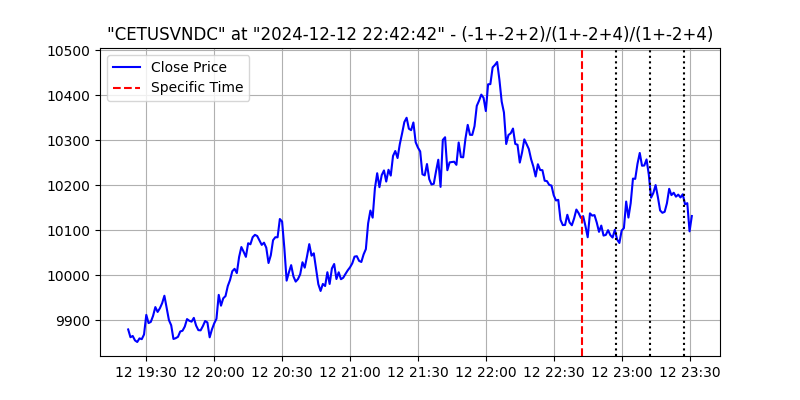 "CETUSVNDC" at "2024-12-12 22:42:42" - (-1+-2+2)/(1+-2+4)/(1+-2+4)
10500
10400
10300
10200
10100
10000
9900
Close Price
Specific Time
12 19:30 12 20:00 12 20:30 12 21:00 12 21:30 12 22:00 12 22:30 12 23:00 12 23:30